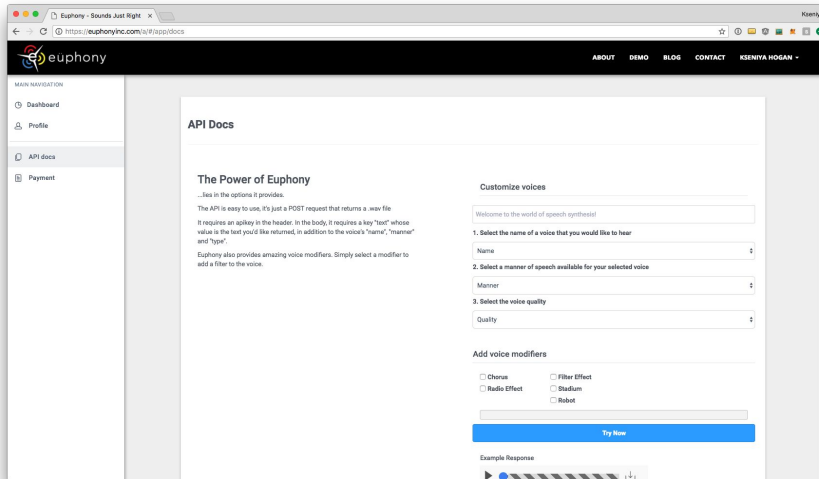 Euphony - Sounds Just Right
Kseniy
https://euphonyinc.com/a/#/app/docs
euphony
ABOUT DEMO BLOG CONTACT KSENIYA HOGAN
MAIN NAVIGATION
Dashboard
Profile
API docs
Payment
API Docs
The Power of Euphony
...lies in the options it provides.
The API is easy to use, it's just a POST request that returns a .wav file
It requires an apikey in the header. In the body, it requires a key "text" whose
value is the text you'd like returned, in addition to the voice's "name", "manner"
and "type".
Euphony also provides amazing voice modifiers. Simply select a modifier to
add a filter to the voice.
Customize voices
Welcome to the world of speech synthesis!
1. Select the name of a voice that you would like to hear
Name
2. Select a manner of speech available for your selected voice
Manner
3. Select the voice quality
Quality
Add voice modifiers
Chorus
Filter Effect
Radio Effect
Stadium
Robot
Try Now
Example Response